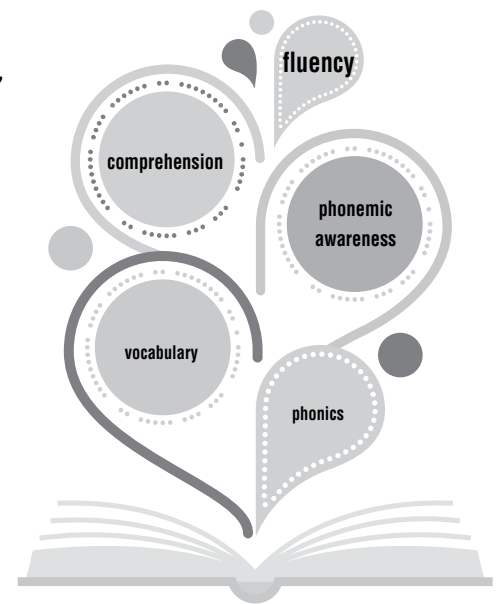 fluency
comprehension
phonemic
awareness
vocabulary
phonics